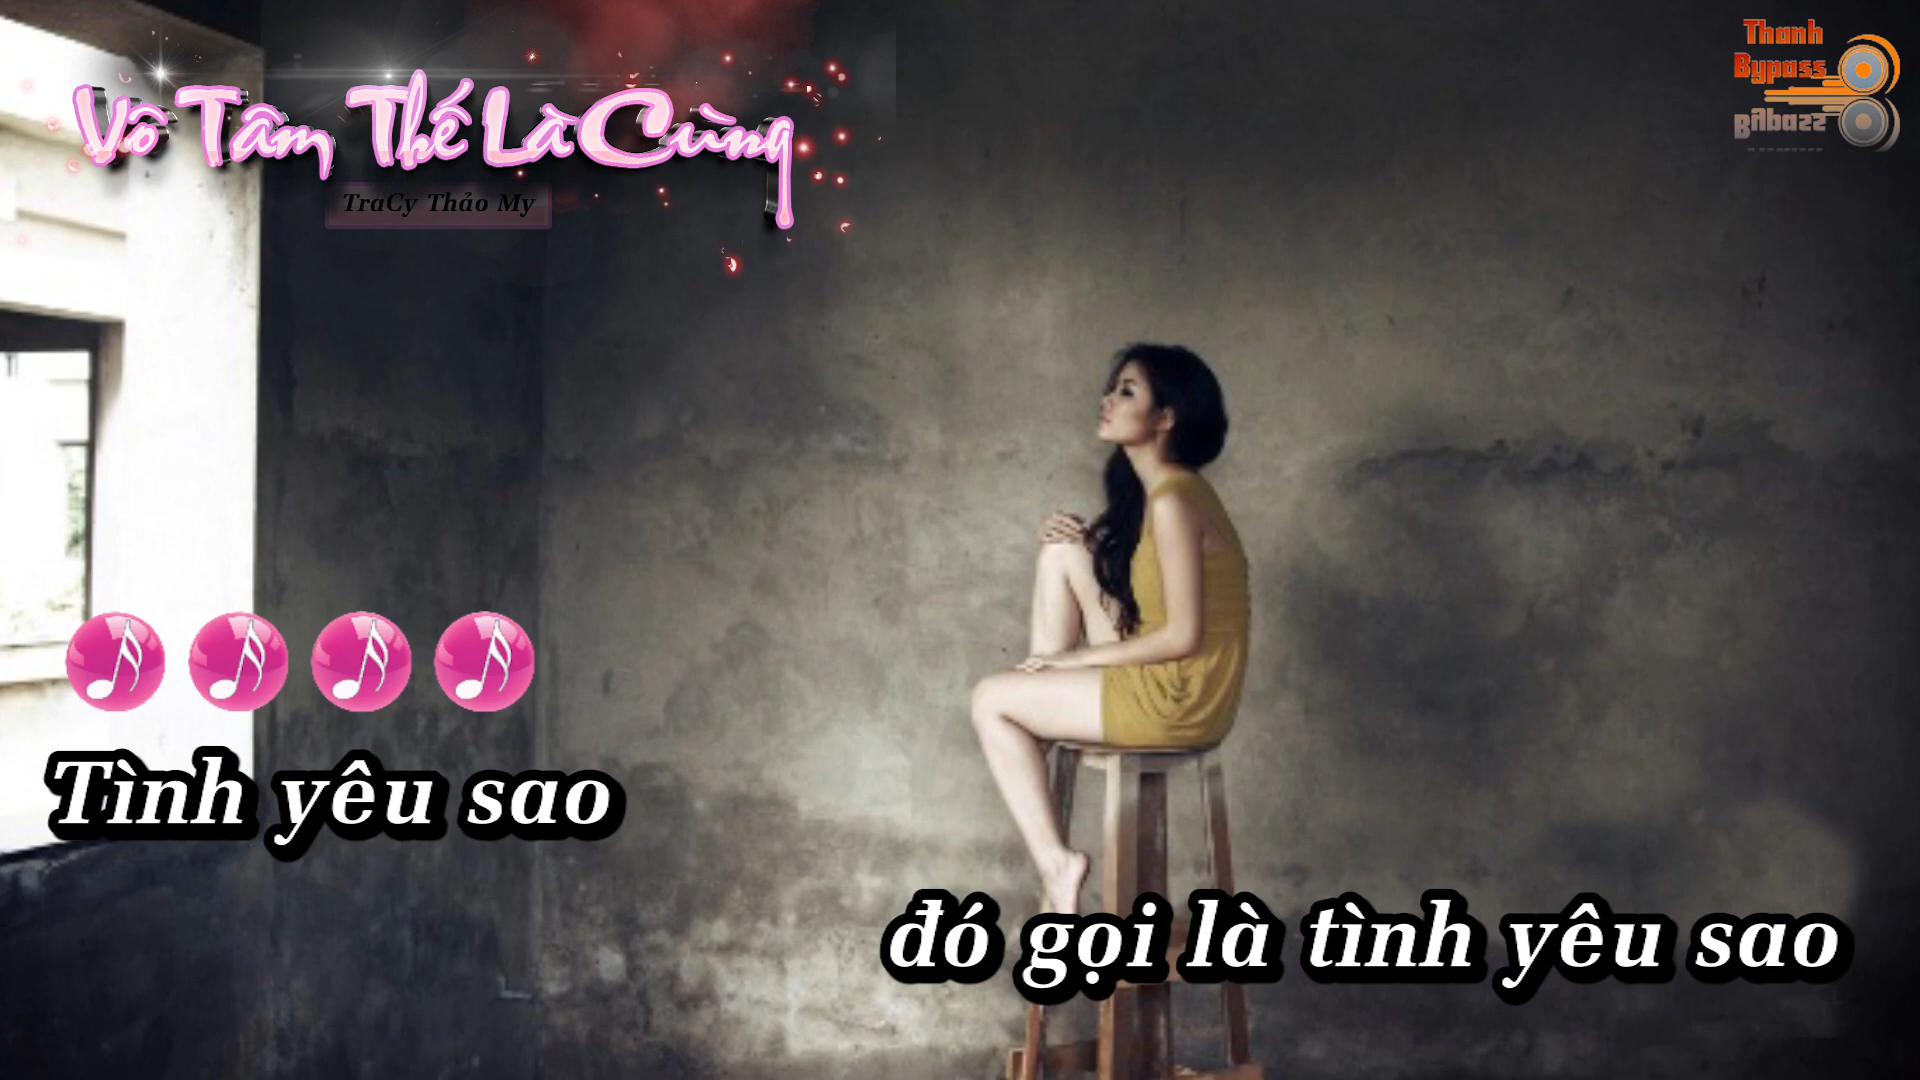 Vô Tâm Thế Là Cùng
TraCy Thảo My
Thanh
Bypass
Tình yêu sao
đó gọi là tình yêu sao